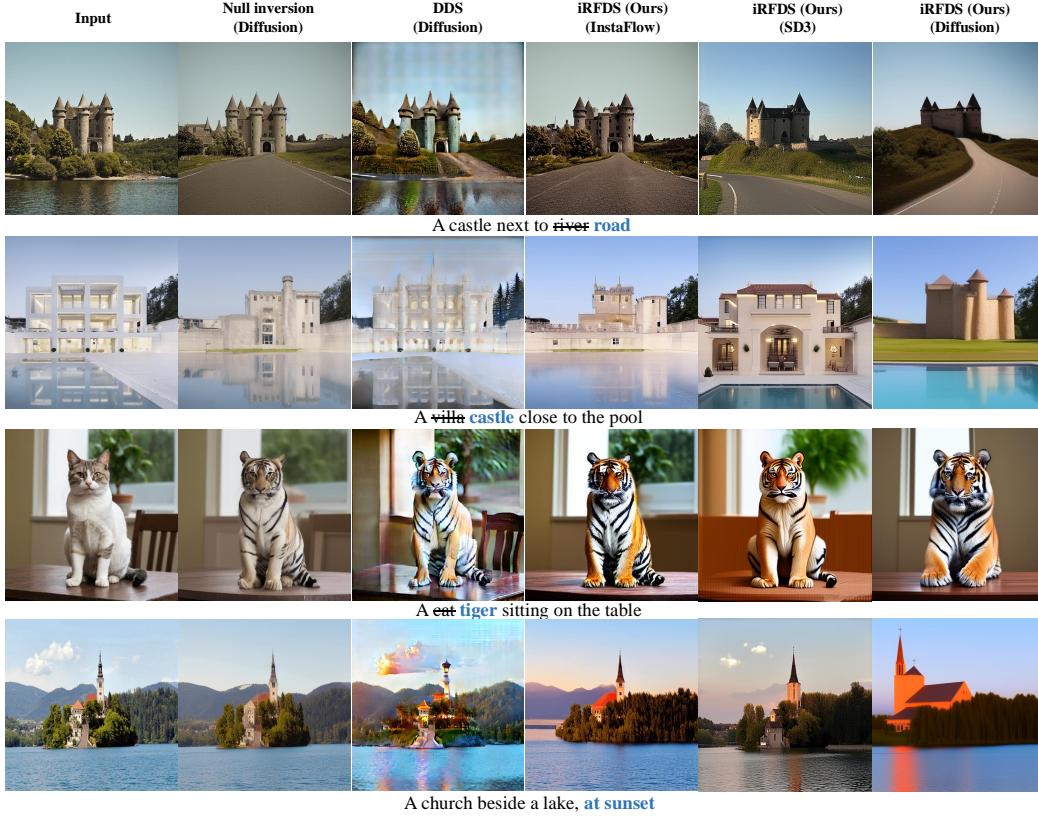 Input
Null inversion
(Diffusion)
DDS
(Diffusion)
iRFDS (Ours)
(InstaFlow)
iRFDS (Ours)
(SD3)
iRFDS (Ours)
(Diffusion)
A castle next to river road
A villa castle close to the pool
A cat tiger sitting on the table
A church beside a lake, at sunset